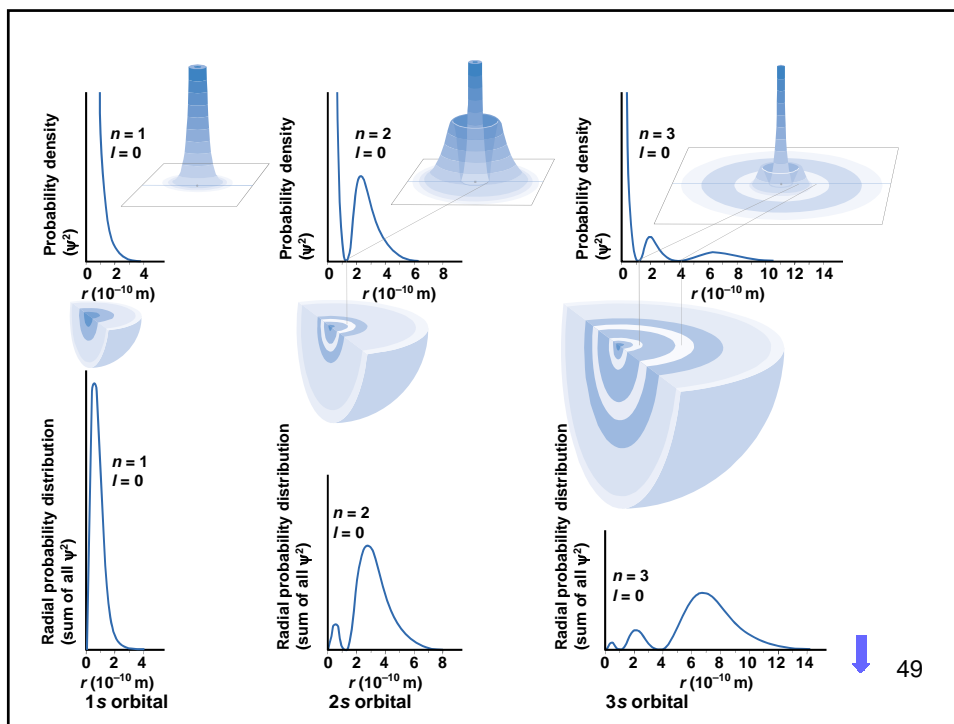 Probability density
(ψ²)
n = 1
l = 0
0 2 4
r (10⁻¹⁰ m)
Probability density
(ψ²)
n = 2
l = 0
0 2 4 6 8
r (10⁻¹⁰ m)
Probability density
(ψ²)
n = 3
l = 0
0 2 4 6 8 10 12 14
r (10⁻¹⁰ m)
Radial probability distribution
(sum of all ψ²)
n = 1
l = 0
0 2 4
r (10⁻¹⁰ m)
1s orbital
Radial probability distribution
(sum of all ψ²)
n = 2
l = 0
0 2 4 6 8
r (10⁻¹⁰ m)
2s orbital
Radial probability distribution
(sum of all ψ²)
n = 3
l = 0
0 2 4 6 8 10 12 14
r (10⁻¹⁰ m)
3s orbital
49